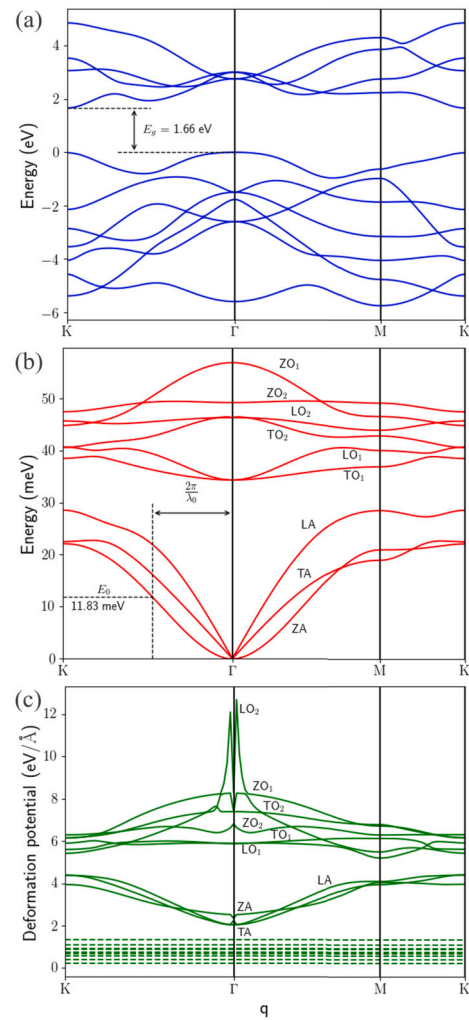 (a)
4
2
0
−2
−4
−6
Energy (eV)
E_g = 1.66 eV
K
Γ
M
K
(b)
50
40
30
20
10
0
Energy (meV)
ZO₁
ZO₂
LO₂
TO₂
LO₁
TO₁
2π
λ₀
LA
TA
E₀
11.83 meV
ZA
K
Γ
M
K
(c)
12
10
8
6
4
2
0
Deformation potential (eV/Å)
LO₂
ZO₁
TO₂
ZO₂
TO₁
LO₁
LA
ZA
TA
K
Γ
M
K
q